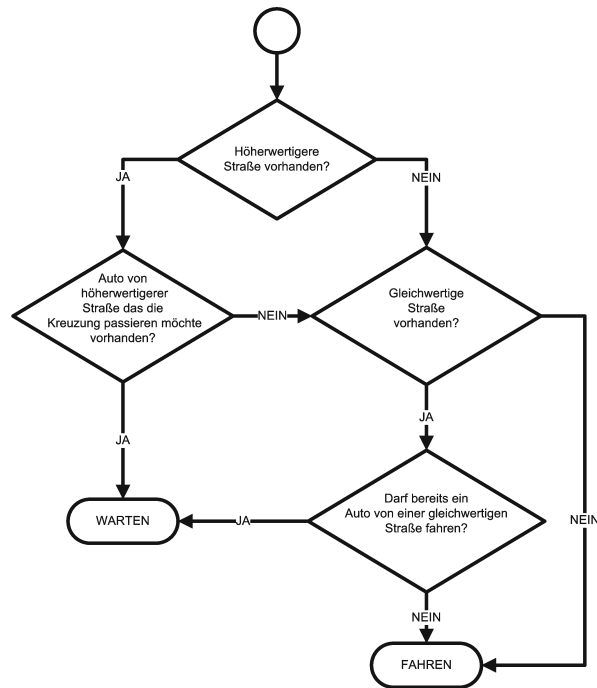 Höherwertigere
Straße vorhanden?
JA
NEIN
Auto von
höherwertigerer
Straße das die
Kreuzung passieren möchte
vorhanden?
NEIN
Gleichwertige
Straße
vorhanden?
JA
JA
Darf bereits ein
Auto von einer gleichwertigen
Straße fahren?
WARTEN
JA
NEIN
NEIN
FAHREN